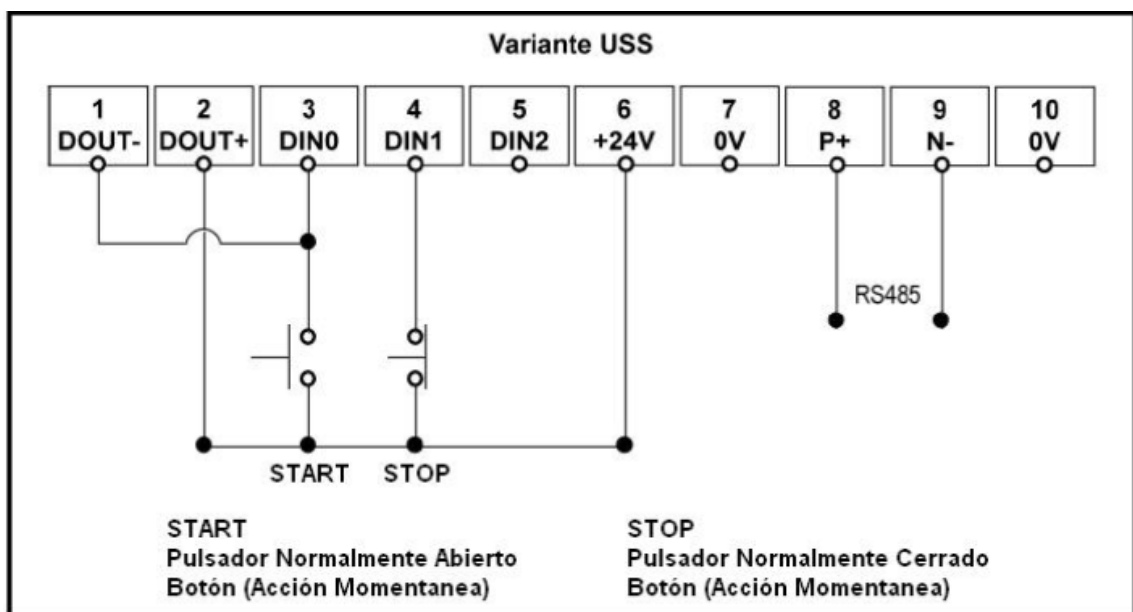 Variante USS
1 2 3 4 5 6 7 8 9 10
DOUT- DOUT+ DIN0 DIN1 DIN2 +24V 0V P+ N- 0V
RS485
START STOP
START
Pulsador Normalmente Abierto
Botón (Acción Momentanea)
STOP
Pulsador Normalmente Cerrado
Botón (Acción Momentanea)